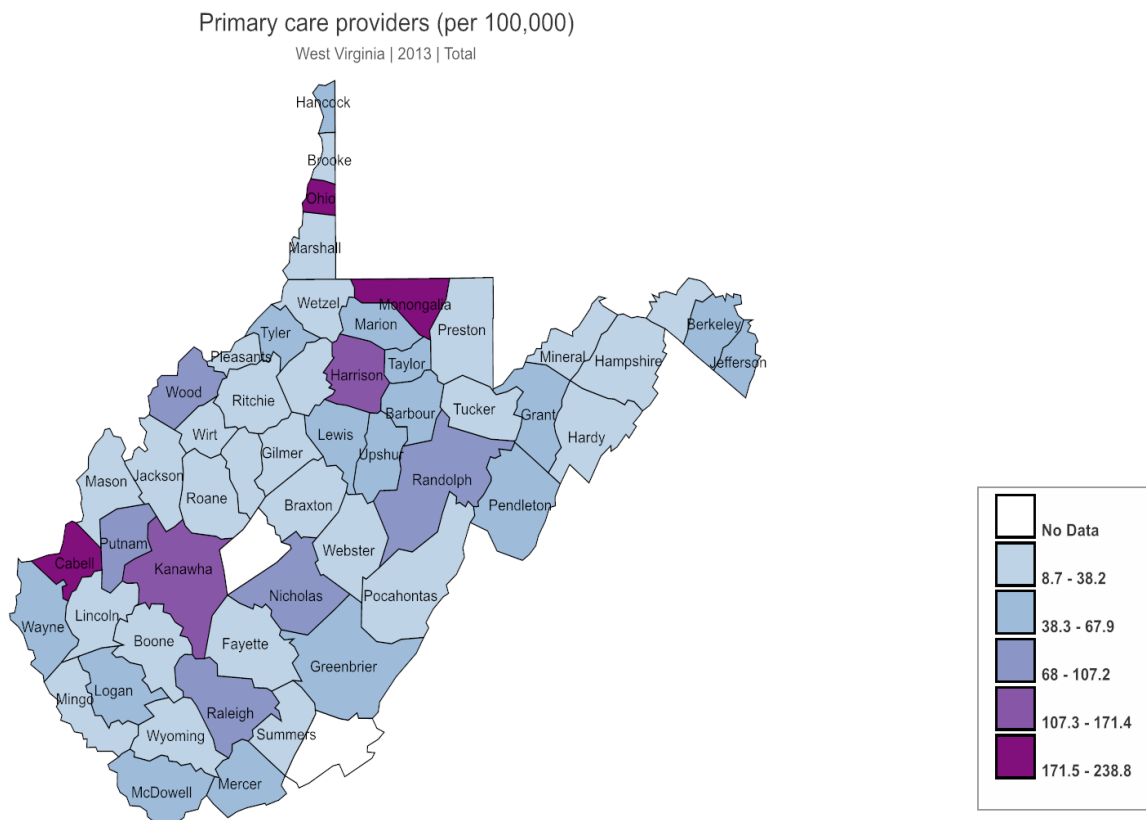 Primary care providers (per 100,000)
West Virginia | 2013 | Total
Hancock
Brooke
Ohio
Marshall
Wetzel
Monongalia
Marion
Preston
Tyler
Pleasants
Taylor
Harrison
Wood
Ritchie
Barbour
Tucker
Mineral
Hampshire
Berkeley
Jefferson
Grant
Hardy
Wirt
Lewis
Gilmer
Upshur
Mason
Jackson
Roane
Randolph
Braxton
Pendleton
Putnam
Webster
Cabell
Kanawha
Nicholas
Pocahontas
Lincoln
Wayne
Boone
Fayette
Greenbrier
Logan
Mingo
Raleigh
Wyoming
Summers
Mercer
McDowell
No Data
8.7 - 38.2
38.3 - 67.9
68 - 107.2
107.3 - 171.4
171.5 - 238.8